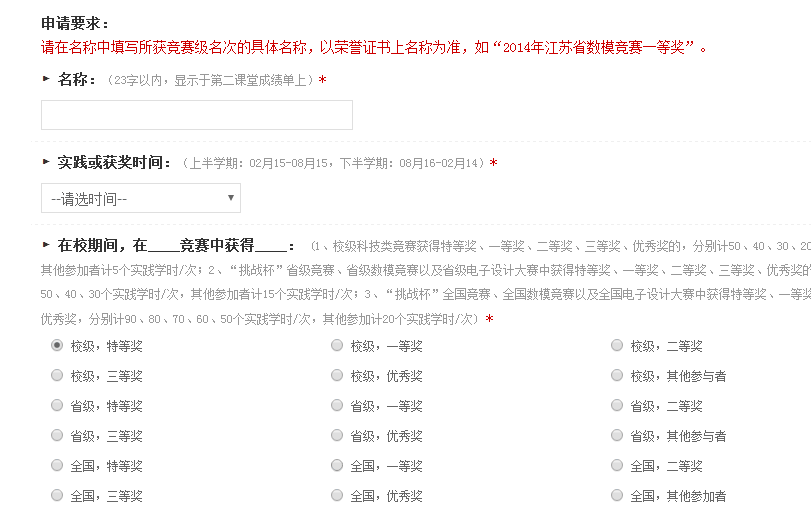 申请要求：
请在名称中填写所获竞赛级名次的具体名称，以荣誉证书上名称为准，如“2014年江苏省数模竞赛一等奖”。
名称：（23字以内，显示于第二课堂成绩单上）*
实践或获奖时间：（上半学期：02月15-08月15，下半学期：08月16-02月14）*
--请选时间--
在校期间，在____竞赛中获得____：（1、校级科技类竞赛获得特等奖、一等奖、二等奖、三等奖、优秀奖的，分别计50、40、30、20
其他参加者计5个实践学时/次；2、“挑战杯”省级竞赛、省级数模竞赛以及省级电子设计大赛中获得特等奖、一等奖、二等奖、三等奖、优秀奖的
50、40、30个实践学时/次，其他参加者计15个实践学时/次；3、“挑战杯”全国竞赛、全国数模竞赛以及全国电子设计大赛中获得特等奖、一等奖
优秀奖，分别计90、80、70、60、50个实践学时/次，其他参加计20个实践学时/次）*
校级，特等奖 校级，一等奖 校级，二等奖
校级，三等奖 校级，优秀奖 校级，其他参与者
省级，特等奖 省级，一等奖 省级，二等奖
省级，三等奖 省级，优秀奖 省级，其他参与者
全国，特等奖 全国，一等奖 全国，二等奖
全国，三等奖 全国，优秀奖 全国，其他参加者